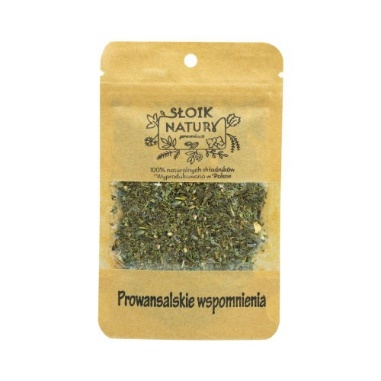 SŁOIK
NATURY
100% naturalnych składników
Wyprodukowano w Polsce
Prowansalskie wspomnienia